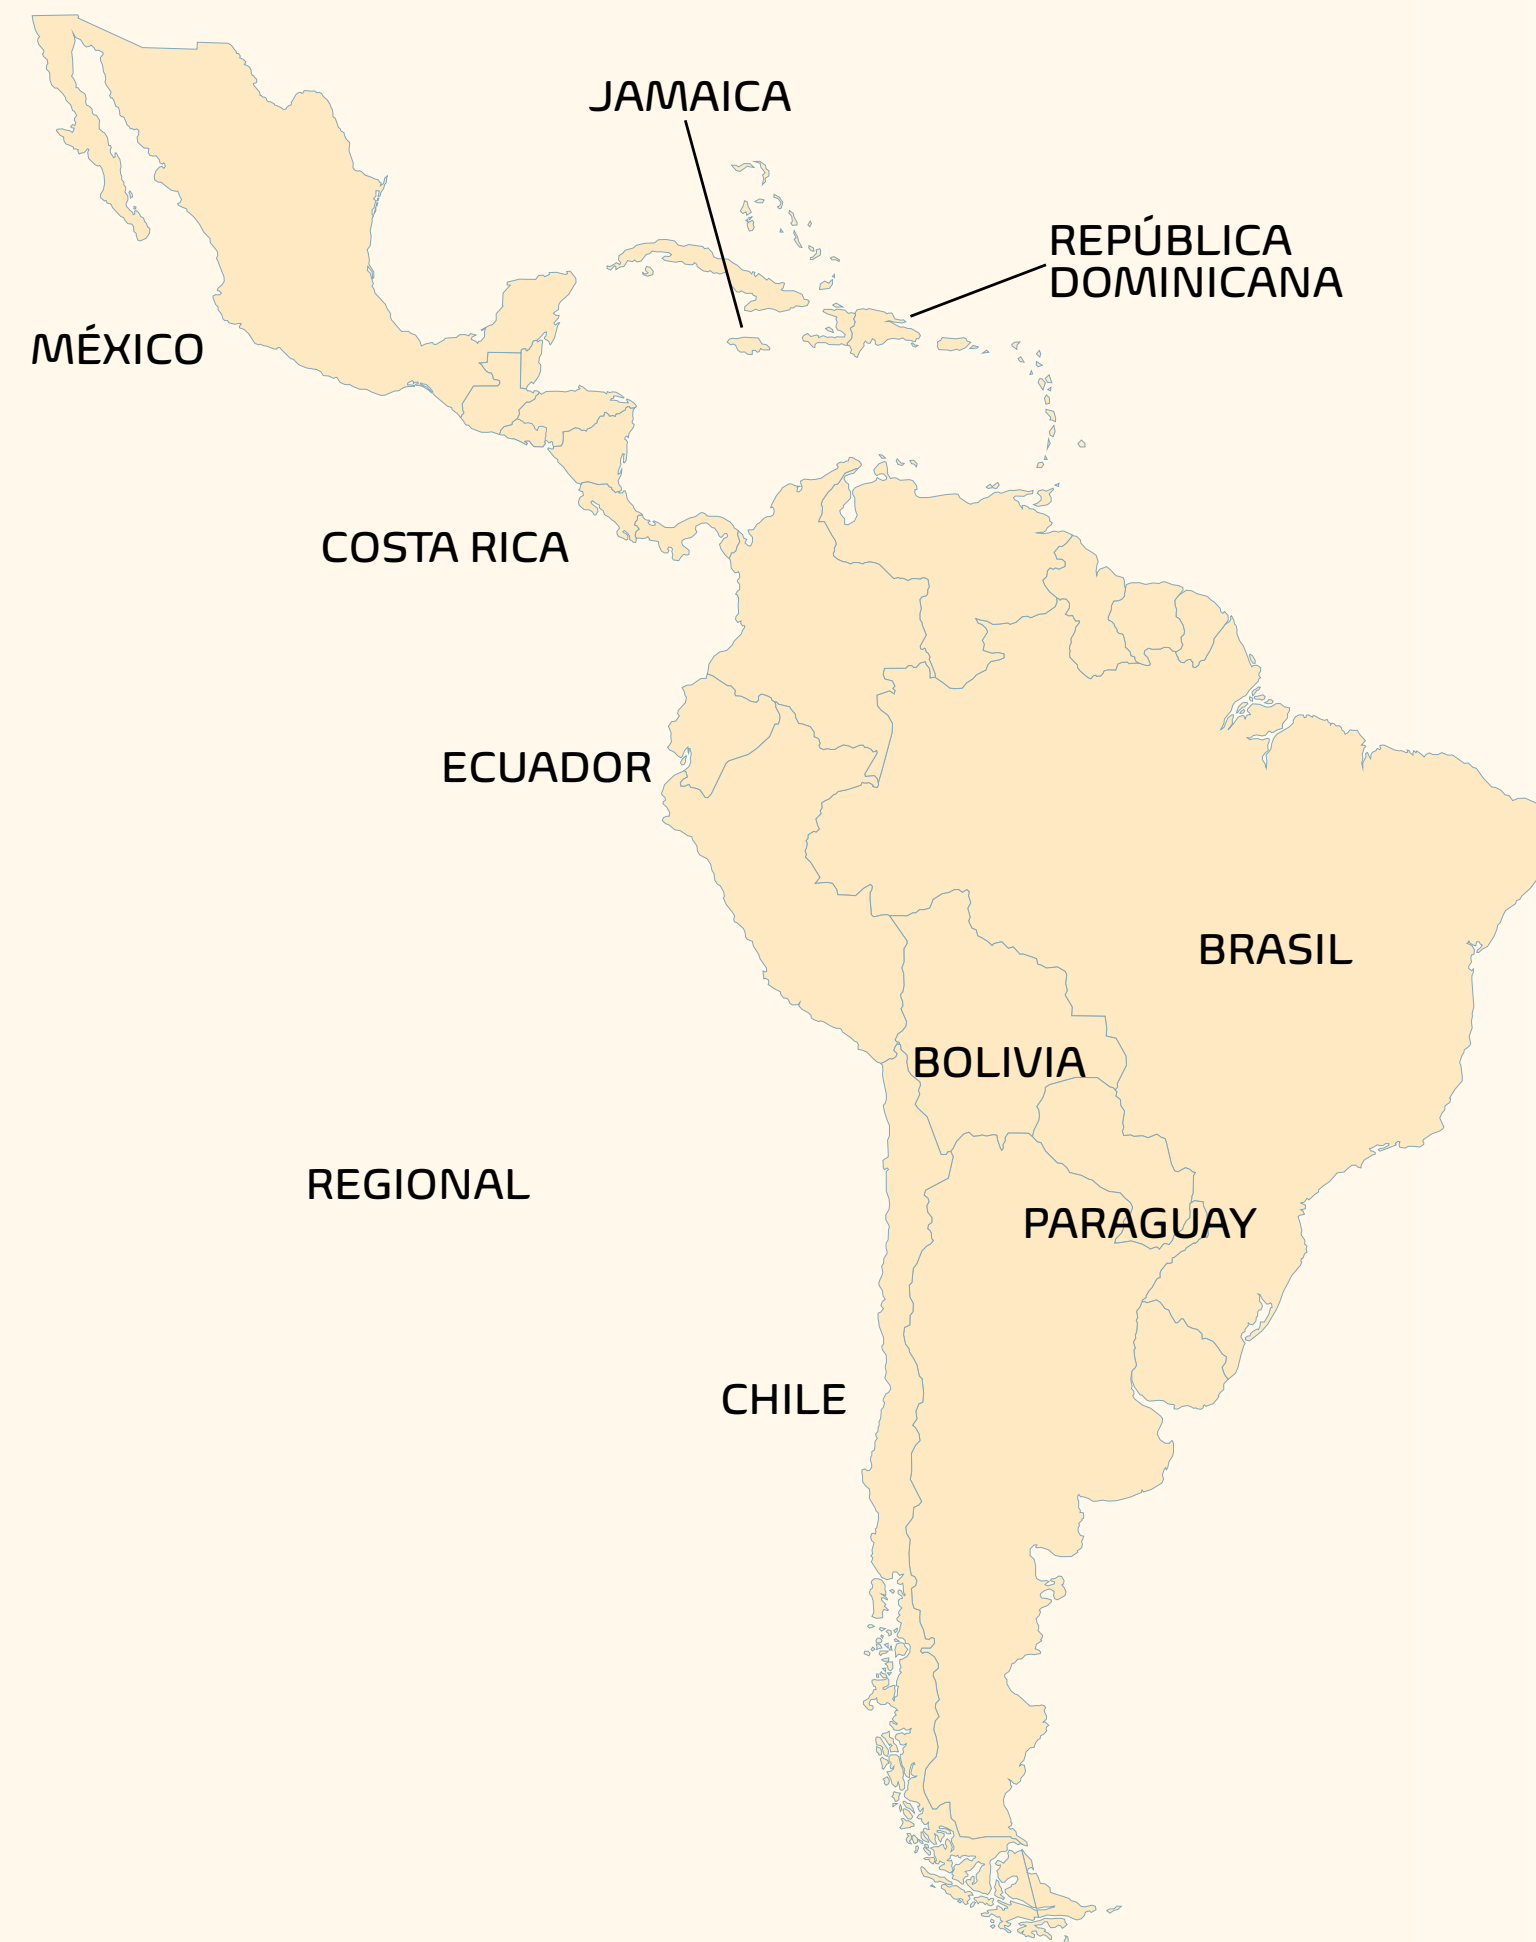 JAMAICA
REPÚBLICA
DOMINICANA
MÉXICO
COSTA RICA
ECUADOR
BRASIL
BOLIVIA
REGIONAL
PARAGUAY
CHILE